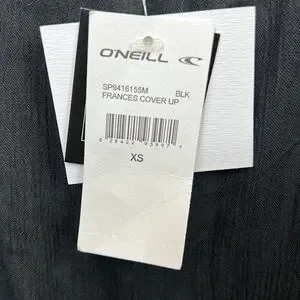 O'NEILL
SP9416155M BLK
FRANCES COVER UP
XS